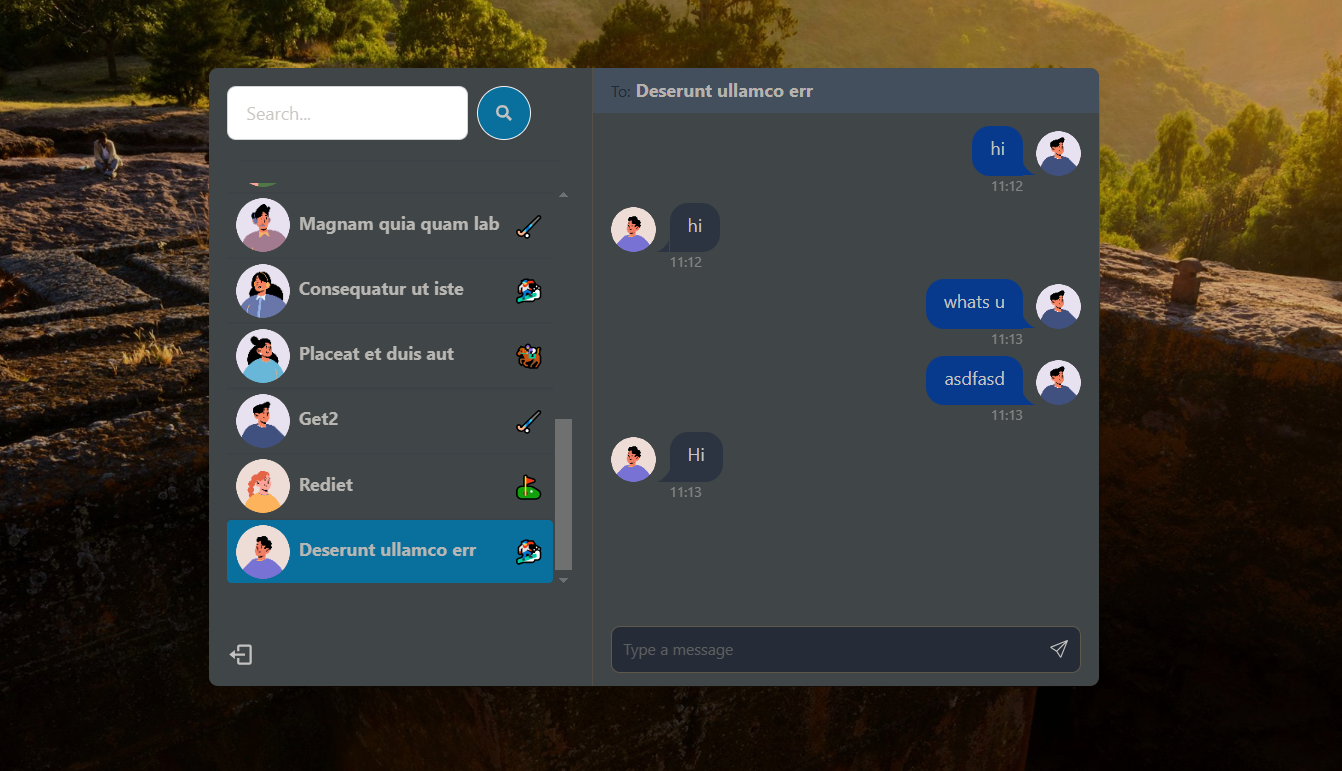 Search...
Magnam quia quam lab
Consequatur ut iste
Placeat et duis aut
Get2
Rediet
Deserunt ullamco err
To: Deserunt ullamco err
hi
11:12
hi
11:12
whats u
11:13
asdfasd
11:13
Hi
11:13
Type a message